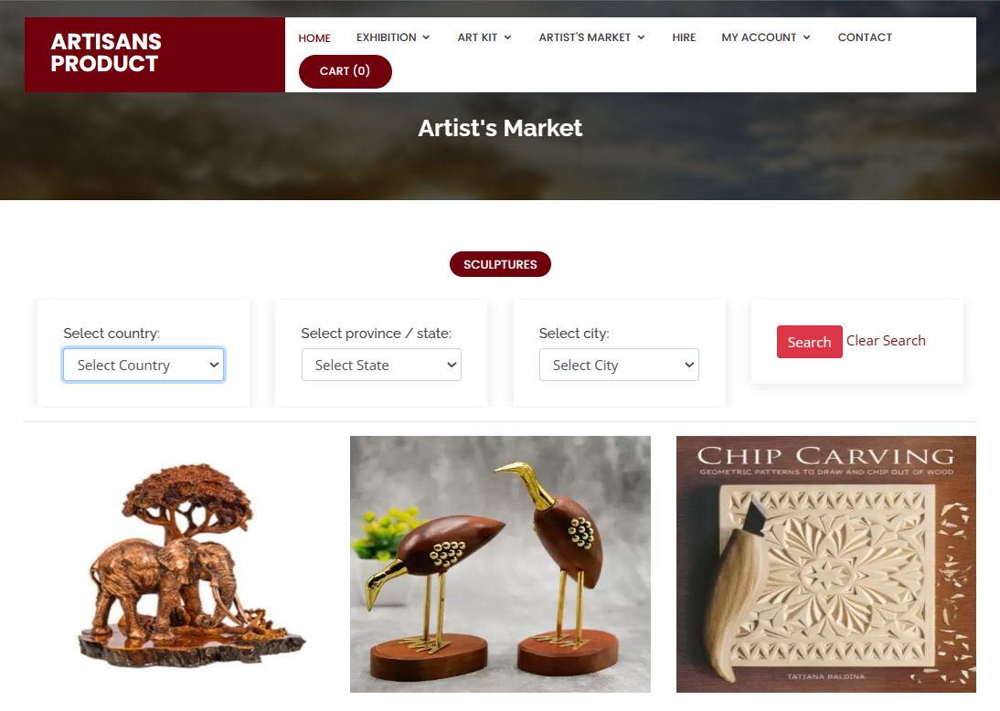 ARTISANS
PRODUCT
HOME EXHIBITION ART KIT ARTIST'S MARKET HIRE MY ACCOUNT CONTACT
CART (0)
Artist's Market
SCULPTURES
Select country:
Select Country
Select province / state:
Select State
Select city:
Select City
Search Clear Search
CHIP CARVING
GEOMETRIC PATTERNS TO DRAW AND CHIP OUT OF WOOD
TATIANA BALDINA